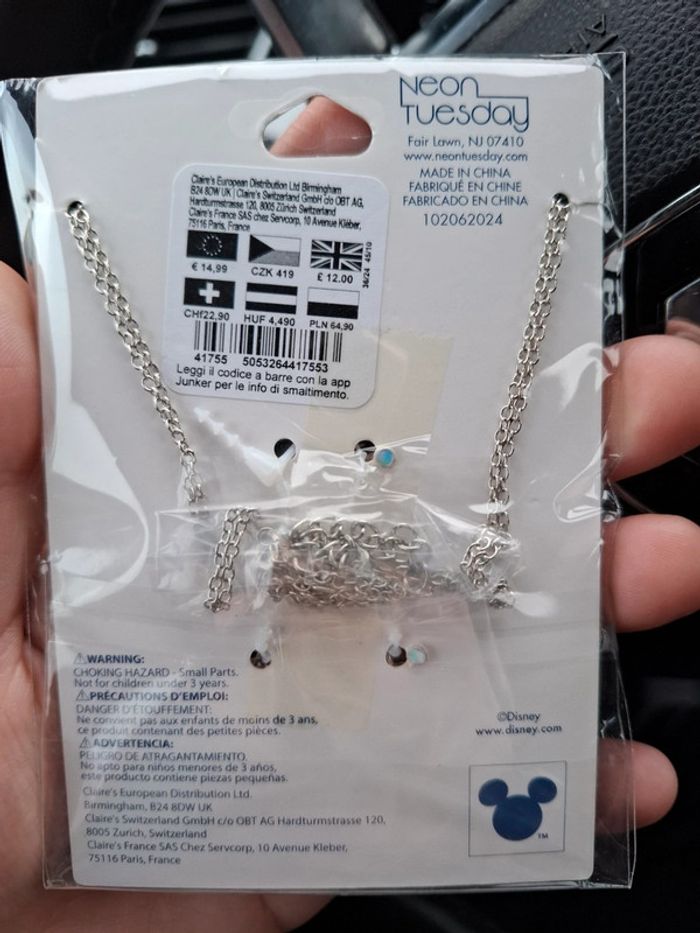 Neon
Tuesday
Fair Lawn, NJ 07410
www.neontuesday.com
MADE IN CHINA
FABRIQUÉ EN CHINE
FABRICADO EN CHINA
102062024
Claire's European Distribution Ltd Birmingham
B24 8DW UK | Claire's Switzerland GmbH c/o OBT AG,
Hardturmstrasse 120, 8005 Zürich Switzerland
Claire's France SAS chez Servcorp, 10 Avenue Kléber,
75116 Paris, France
€ 14,99
CZK 419
£ 12.00
36/24 45/10
CHf22,90
HUF 4,490
PLN 64,90
41755 5053264417553
Leggi il codice a barre con la app
Junker per le info di smaltimento.
⚠WARNING:
CHOKING HAZARD - Small Parts.
Not for children under 3 years.
⚠PRÉCAUTIONS D'EMPLOI:
DANGER D'ÉTOUFFEMENT:
Ne convient pas aux enfants de moins de 3 ans,
ce produit contenant des petites pièces.
⚠ADVERTENCIA:
PELIGRO DE ATRAGANTAMIENTO.
No apto para niños menores de 3 años,
este producto contiene piezas pequeñas.
Claire's European Distribution Ltd.
Birmingham, B24 8DW UK
Claire's Switzerland GmbH c/o OBT AG Hardturmstrasse 120,
8005 Zurich, Switzerland
Claire's France SAS Chez Servcorp, 10 Avenue Kleber,
75116 Paris, France
©Disney
www.disney.com
TM